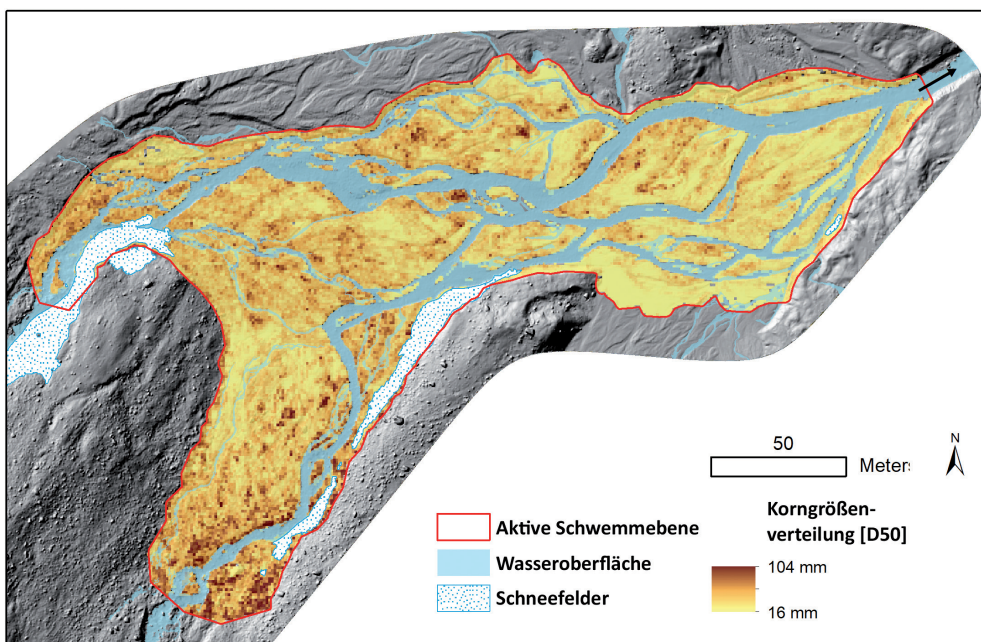 50
Meters
N
Aktive Schwemmebene
Wasseroberfläche
Schneefelder
Korngrößen-
verteilung [D50]
104 mm
16 mm